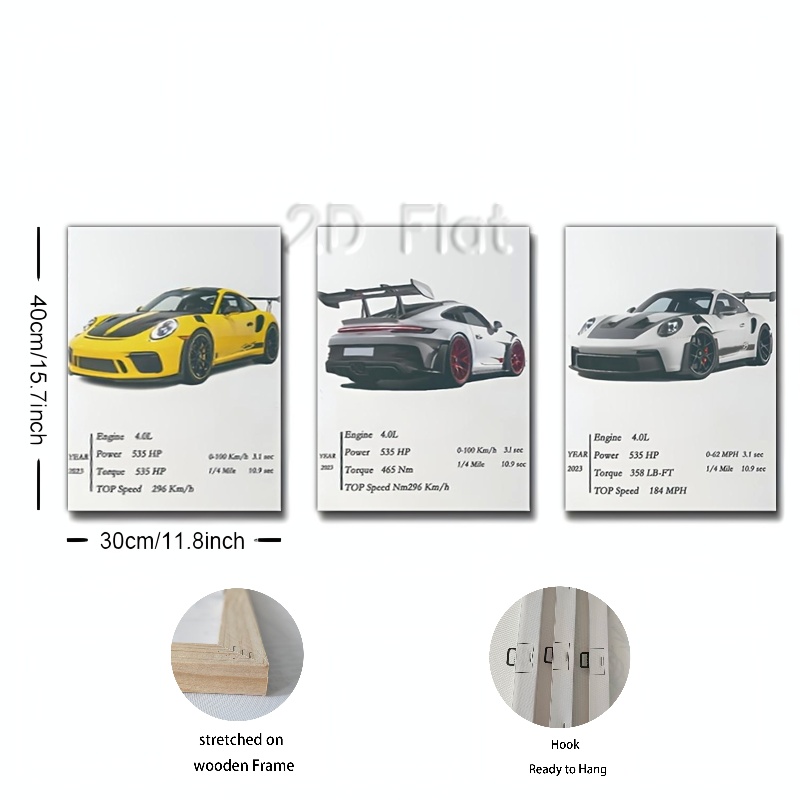 2D Flat
40cm/15.7inch
Engine 4.0L
Power 535 HP
YEAR
2023
Torque 535 HP
TOP Speed 296 Km/h
0-100 Km/h 3.1 sec
1/4 Mile 10.9 sec
Engine 4.0L
Power 535 HP
YEAR
2023
Torque 465 Nm
TOP Speed Nm296 Km/h
0-100 Km/h 3.1 sec
1/4 Mile 10.9 sec
Engine 4.0L
Power 535 HP
YEAR
2023
Torque 358 LB-FT
TOP Speed 184 MPH
0-62 MPH 3.1 sec
1/4 Mile 10.9 sec
30cm/11.8inch
stretched on
wooden Frame
Hook
Ready to Hang